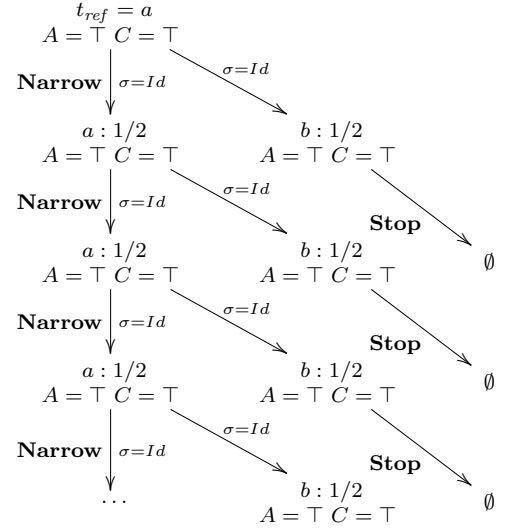 t_ref = a
A = ⊤ C = ⊤
Narrow σ=Id σ=Id
a : 1/2 b : 1/2
A = ⊤ C = ⊤ A = ⊤ C = ⊤
Narrow σ=Id σ=Id Stop
a : 1/2 b : 1/2 ∅
A = ⊤ C = ⊤ A = ⊤ C = ⊤
Narrow σ=Id σ=Id Stop
a : 1/2 b : 1/2 ∅
A = ⊤ C = ⊤ A = ⊤ C = ⊤
Narrow σ=Id σ=Id Stop
... b : 1/2 ∅
A = ⊤ C = ⊤